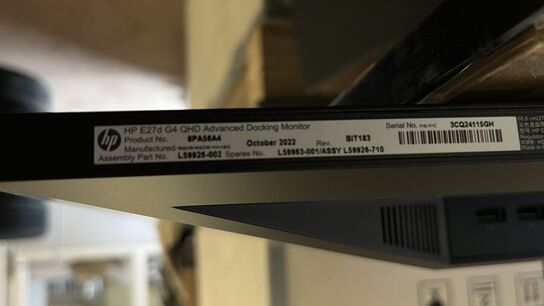 hp
HP E27d G4 QHD Advanced Docking Monitor
Product No. 6PA56A4
Manufactured October 2022 Rev. BIT183
Assembly Part No. L59926-002 Spares No. L59963-001/ASSY L59926-710
Serial No. 3CQ24115GH